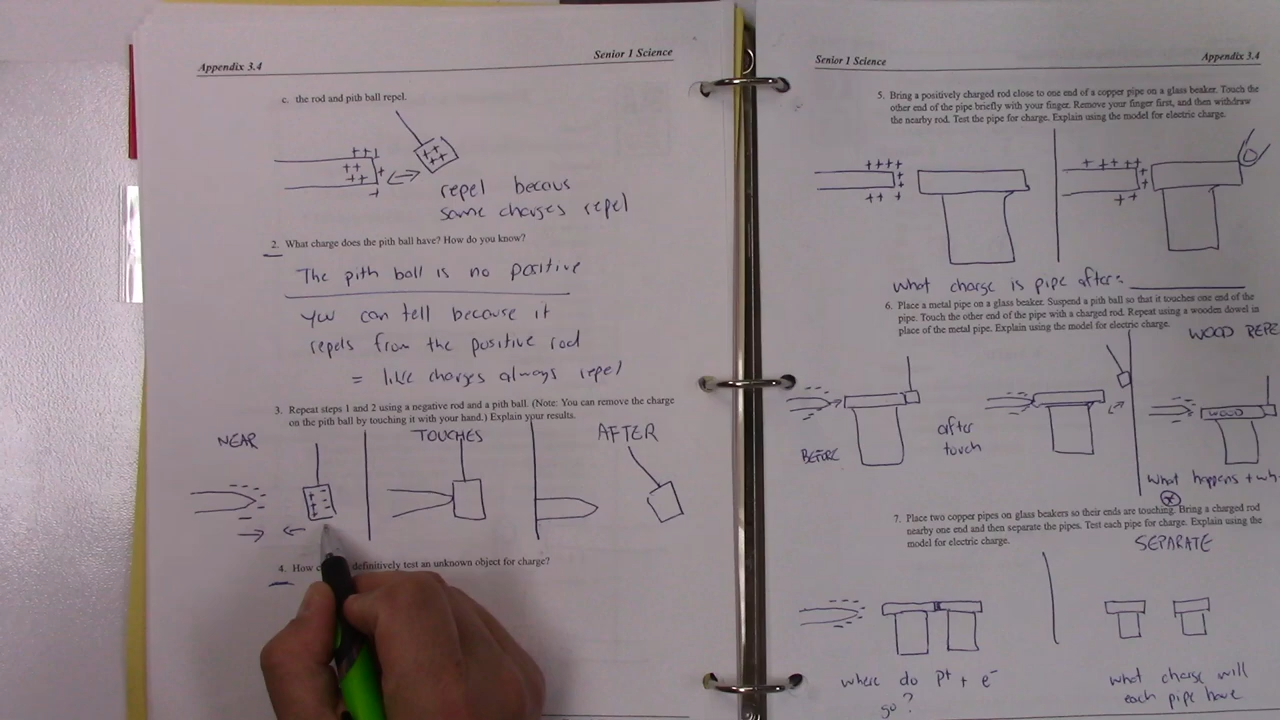 Appendix 3.4
Senior 1 Science
c. the rod and pith ball repel.
+++
++
++
++
++
+
+
repel becaus
same charges repel
2. What charge does the pith ball have? How do you know?
The pith ball is no positive
you can tell because it
repels from the positive rod
= like charges always repel
3. Repeat steps 1 and 2 using a negative rod and a pith ball. (Note: You can remove the charge
on the pith ball by touching it with your hand.) Explain your results.
NEAR
TOUCHES
AFTER
4. How definitively test an unknown object for charge?
Senior 1 Science
Appendix 3.4
5. Bring a positively charged rod close to one end of a copper pipe on a glass beaker. Touch the
other end of the pipe briefly with your finger. Remove your finger first, and then withdraw
the nearby rod. Test the pipe for charge. Explain using the model for electric charge.
++++
+
+
++ +
+ + ++
+
+
++
what charge is pipe after:
6. Place a metal pipe on a glass beaker. Suspend a pith ball so that it touches one end of the
pipe. Touch the other end of the pipe with a charged rod. Repeat using a wooden dowel in
place of the metal pipe. Explain using the model for electric charge.
WOOD REPE
BEFORE
after
touch
WOOD
what happens + wh
7. Place two copper pipes on glass beakers so their ends are touching. Bring a charged rod
nearby one end and then separate the pipes. Test each pipe for charge. Explain using the
model for electric charge.
SEPARATE
where do p+ + e-
go?
what charge will
each pipe have